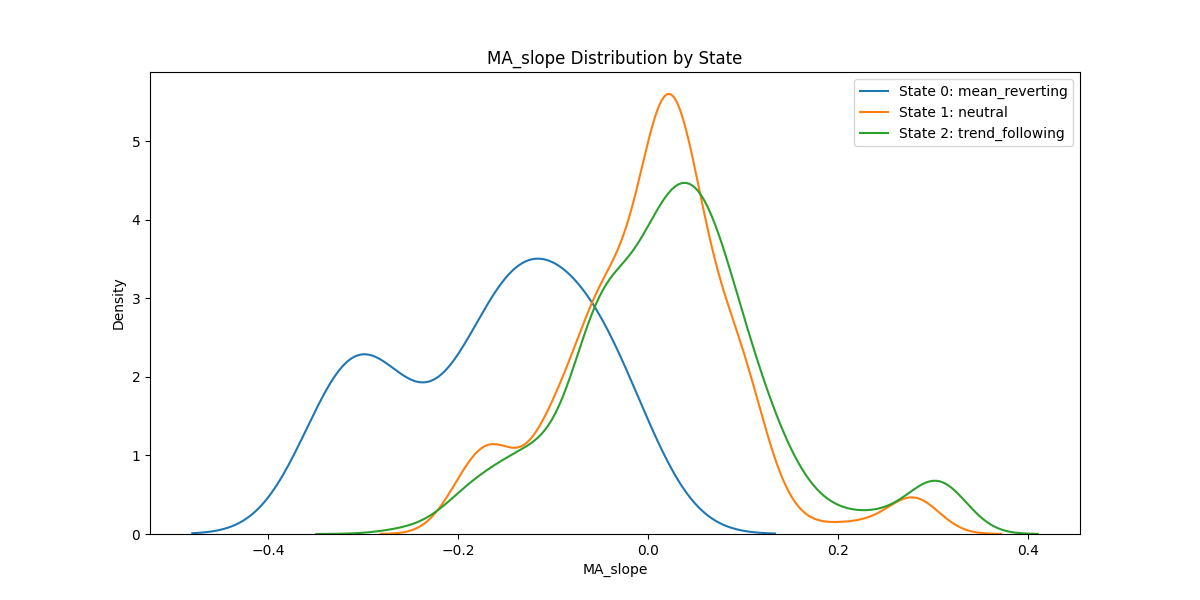 MA_slope Distribution by State
State 0: mean_reverting
State 1: neutral
State 2: trend_following
Density
5
4
3
2
1
0
−0.4
−0.2
0.0
0.2
0.4
MA_slope